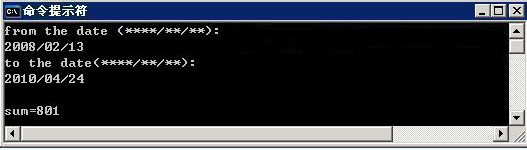 命令提示符
from the date (****/**/**):
2008/02/13
to the date(****/**/**):
2010/04/24
sum=801